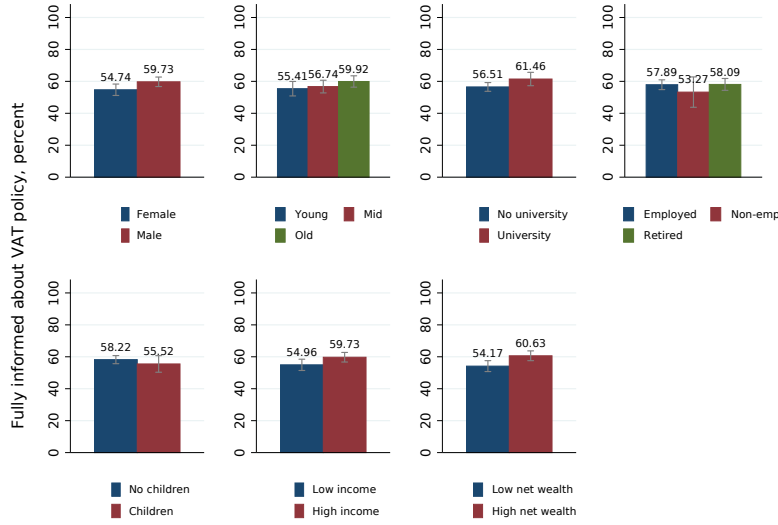 Fully informed about VAT policy, percent
0 20 40 60 80 100
54.74 59.73
Female
Male
0 20 40 60 80 100
55.41 56.74 59.92
Young Mid
Old
0 20 40 60 80 100
56.51 61.46
No university
University
0 20 40 60 80 100
57.89 53.27 58.09
Employed Non-emp
Retired
0 20 40 60 80 100
58.22 55.52
No children
Children
0 20 40 60 80 100
54.96 59.73
Low income
High income
0 20 40 60 80 100
54.17 60.63
Low net wealth
High net wealth